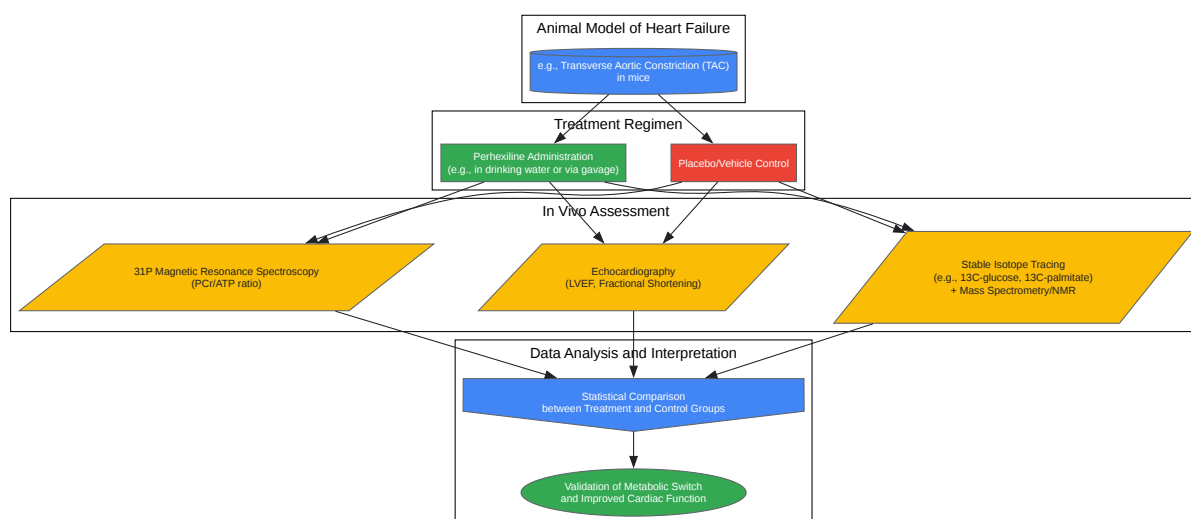 Animal Model of Heart Failure
e.g., Transverse Aortic Constriction (TAC)
in mice
Treatment Regimen
Perhexiline Administration
(e.g., in drinking water or via gavage)
Placebo/Vehicle Control
In Vivo Assessment
31P Magnetic Resonance Spectroscopy
(PCr/ATP ratio)
Echocardiography
(LVEF, Fractional Shortening)
Stable Isotope Tracing
(e.g., 13C-glucose, 13C-palmitate)
+ Mass Spectrometry/NMR
Data Analysis and Interpretation
Statistical Comparison
between Treatment and Control Groups
Validation of Metabolic Switch
and Improved Cardiac Function